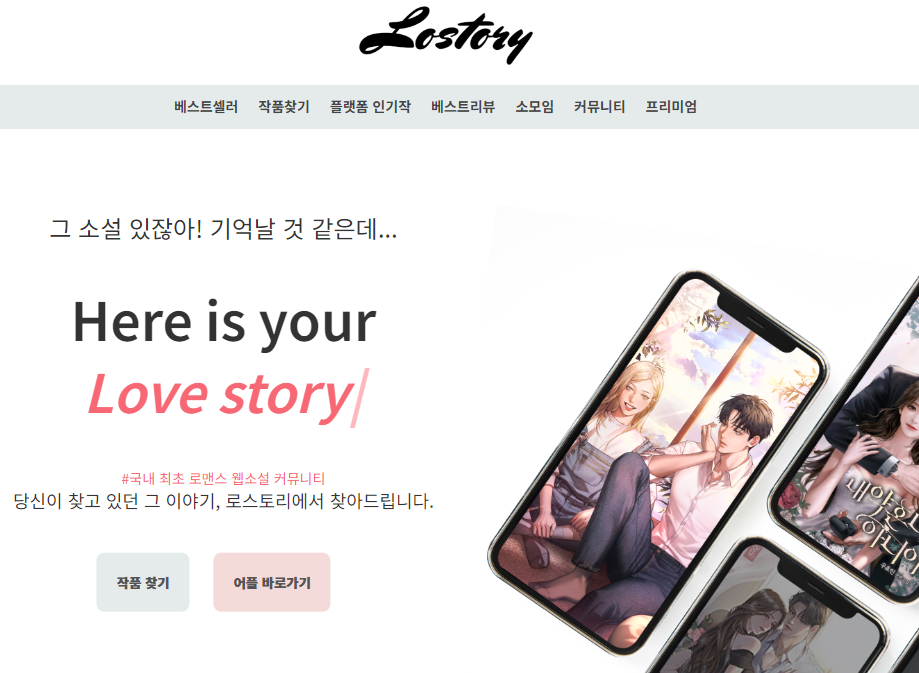 Lostory
베스트셀러 작품찾기 플랫폼 인기작 베스트리뷰 소모임 커뮤니티 프리미엄
그 소설 있잖아! 기억날 것 같은데...
Here is your
Love story
#국내 최초 로맨스 웹소설 커뮤니티
당신이 찾고 있던 그 이야기, 로스토리에서 찾아드립니다.
작품 찾기 어플 바로가기